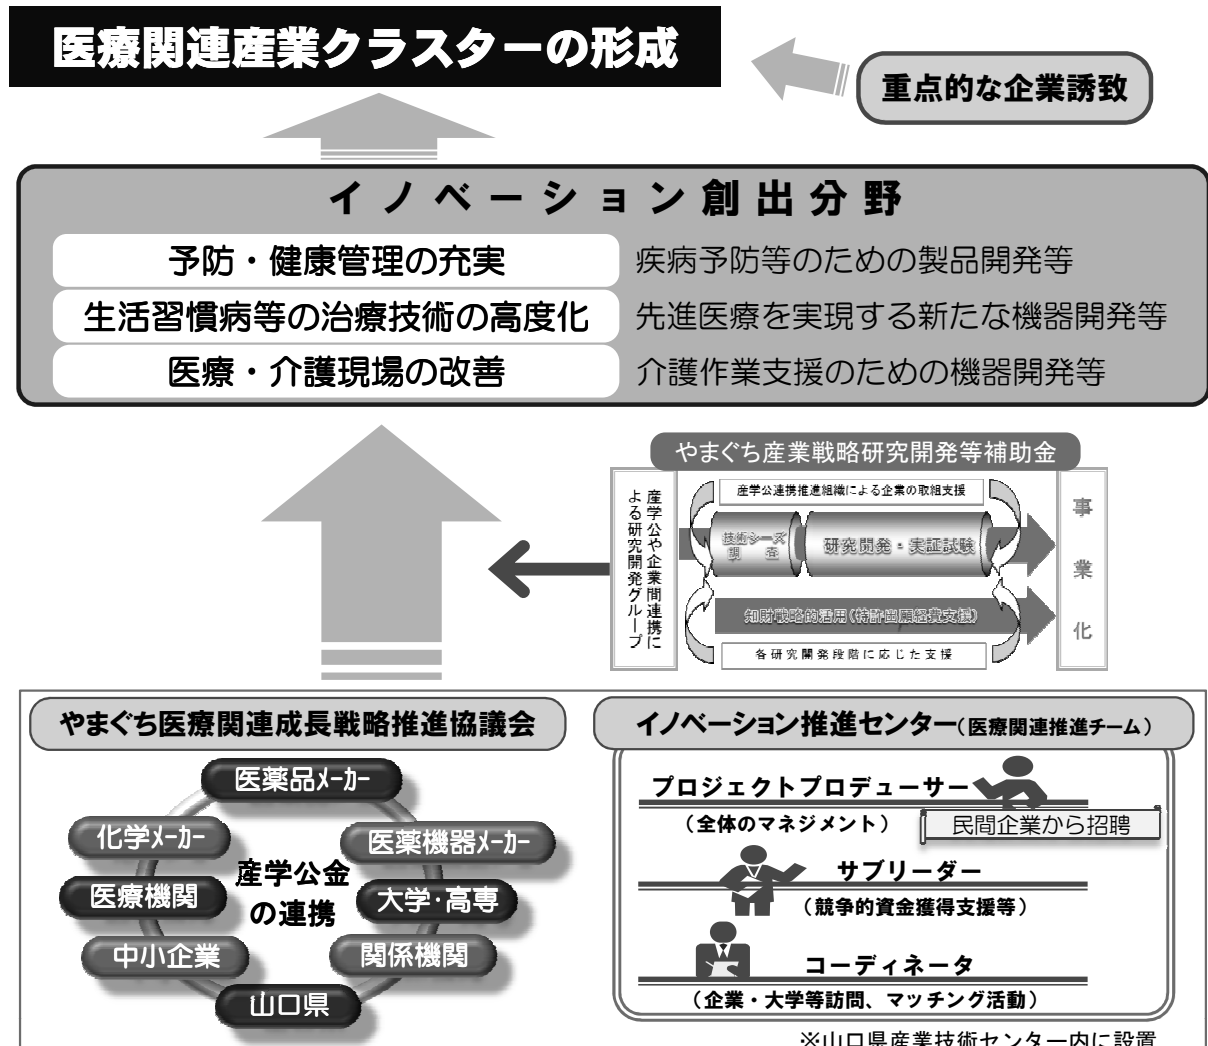 医療関連産業クラスターの形成
重点的な企業誘致
イノベーション創出分野
予防・健康管理の充実
疾病予防等のための製品開発等
生活習慣病等の治療技術の高度化
先進医療を実現する新たな機器開発等
医療・介護現場の改善
介護作業支援のための機器開発等
やまぐち産業戦略研究開発等補助金
産学公や企業間連携に
よる研究開発グループ
産学公連携推進組織による企業の取組支援
技術シーズ
調査
研究開発・実証試験
知財戦略的活用(特許出願経費支援)
各研究開発段階に応じた支援
事業化
やまぐち医療関連成長戦略推進協議会
医薬品メーカー
化学メーカー
医薬機器メーカー
医療機関
産学公金
の連携
大学・高専
中小企業
関係機関
山口県
イノベーション推進センター(医療関連推進チーム)
プロジェクトプロデューサー
(全体のマネジメント)
民間企業から招聘
サブリーダー
(競争的資金獲得支援等)
コーディネータ
(企業・大学等訪問、マッチング活動)
※山口県産業技術センター内に設置